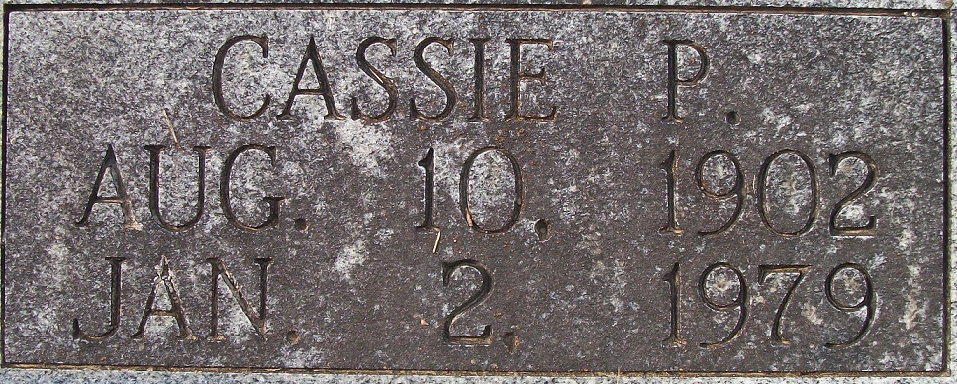 CASSIE P.
AUG. 10, 1902
JAN. 2, 1979